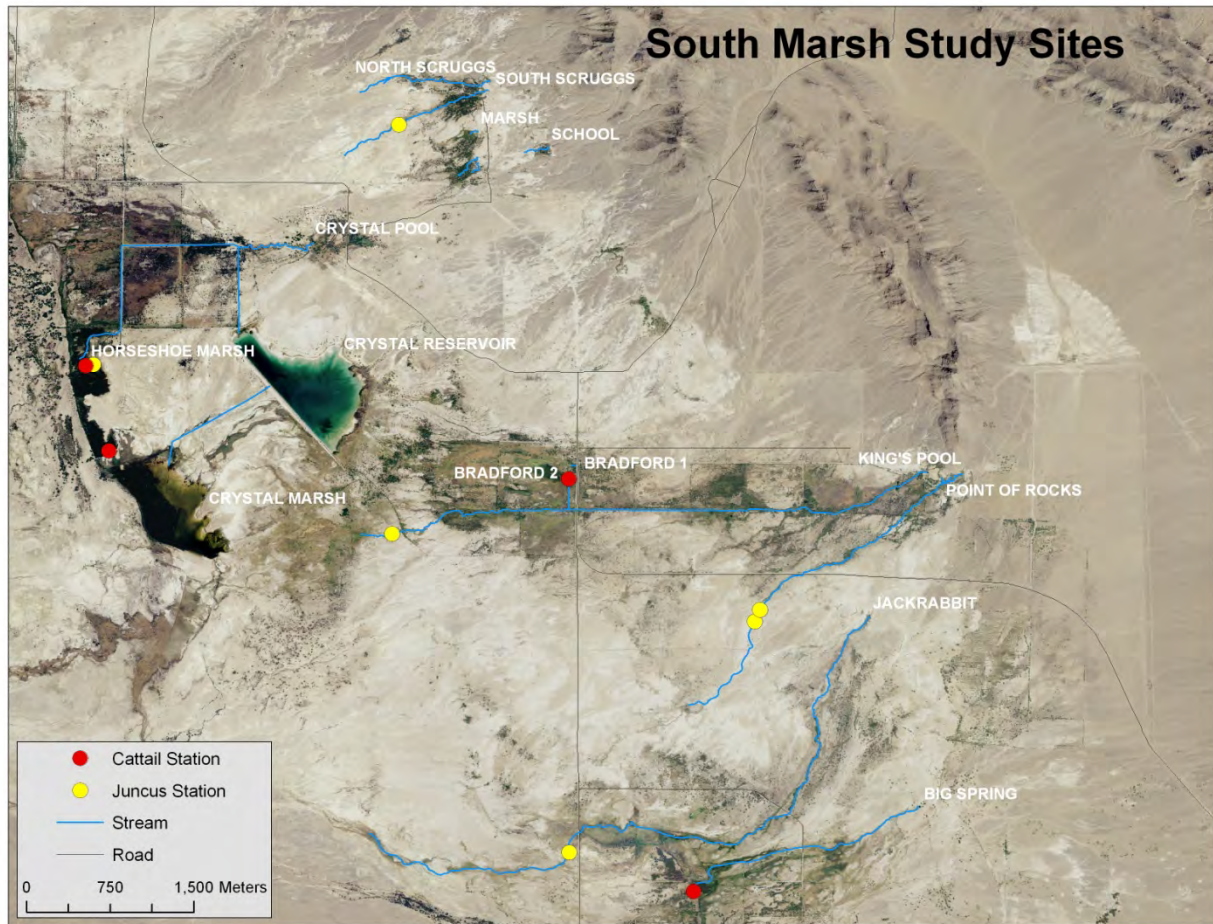 South Marsh Study Sites
NORTH SCRUGGS
SOUTH SCRUGGS
MARSH
SCHOOL
CRYSTAL POOL
HORSESHOE MARSH
CRYSTAL RESERVOIR
BRADFORD 2
BRADFORD 1
KING'S POOL
POINT OF ROCKS
CRYSTAL MARSH
JACKRABBIT
BIG SPRING
Cattail Station
Juncus Station
Stream
Road
0 750 1,500 Meters